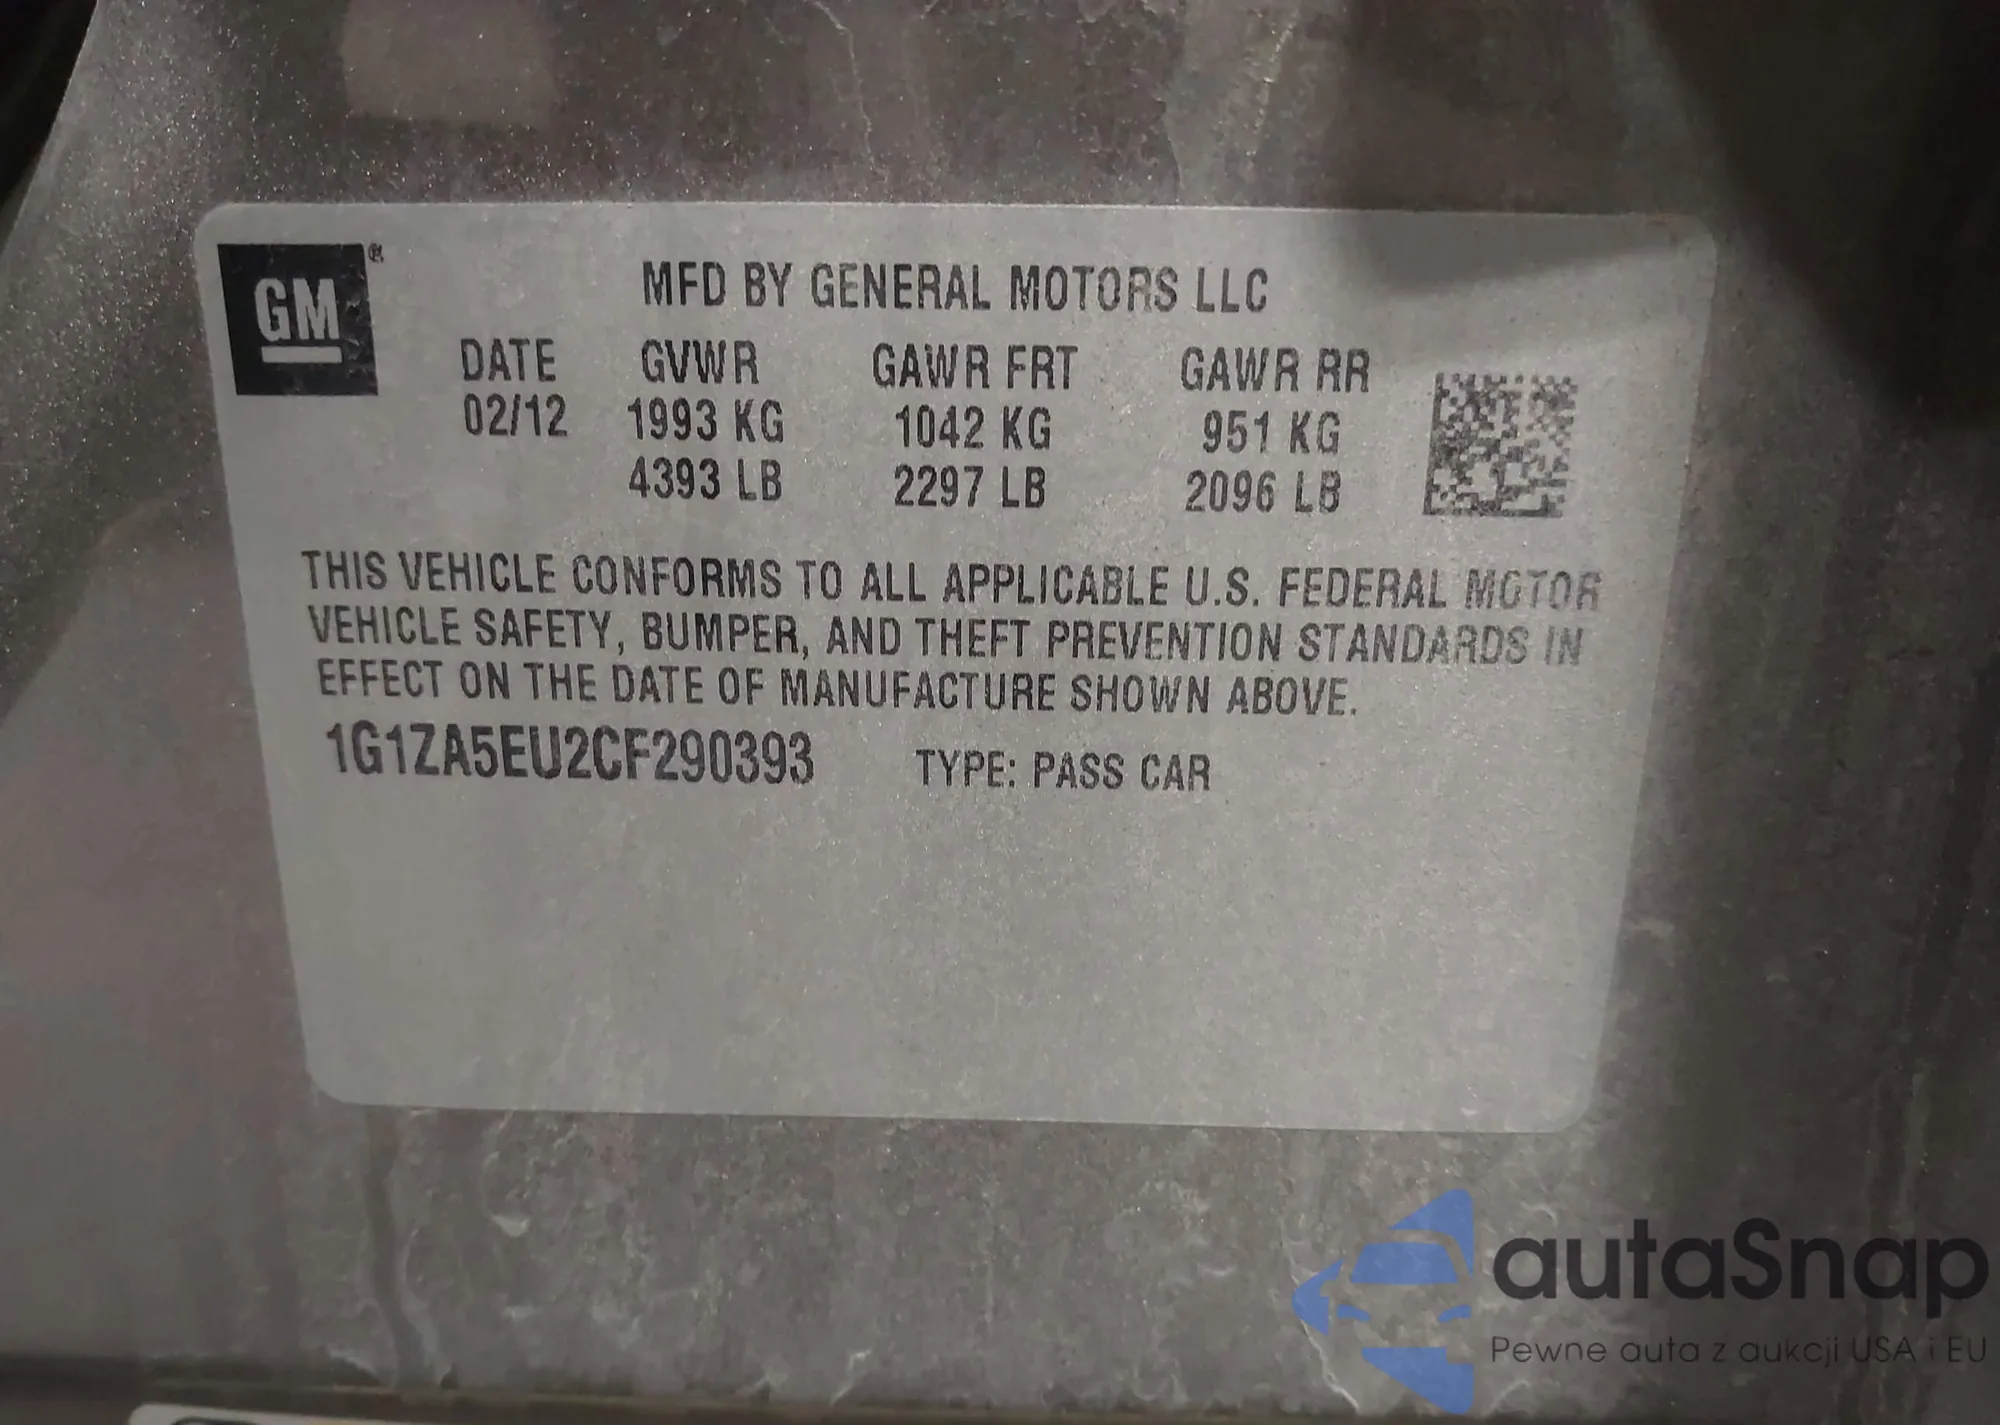 GM®
MFD BY GENERAL MOTORS LLC
DATE GVWR GAWR FRT GAWR RR
02/12 1993 KG 1042 KG 951 KG
4393 LB 2297 LB 2096 LB
THIS VEHICLE CONFORMS TO ALL APPLICABLE U.S. FEDERAL MOTOR
VEHICLE SAFETY, BUMPER, AND THEFT PREVENTION STANDARDS IN
EFFECT ON THE DATE OF MANUFACTURE SHOWN ABOVE.
1G1ZA5EU2CF290393 TYPE: PASS CAR
autaSnap
Pewne auta z aukcji USA i EU